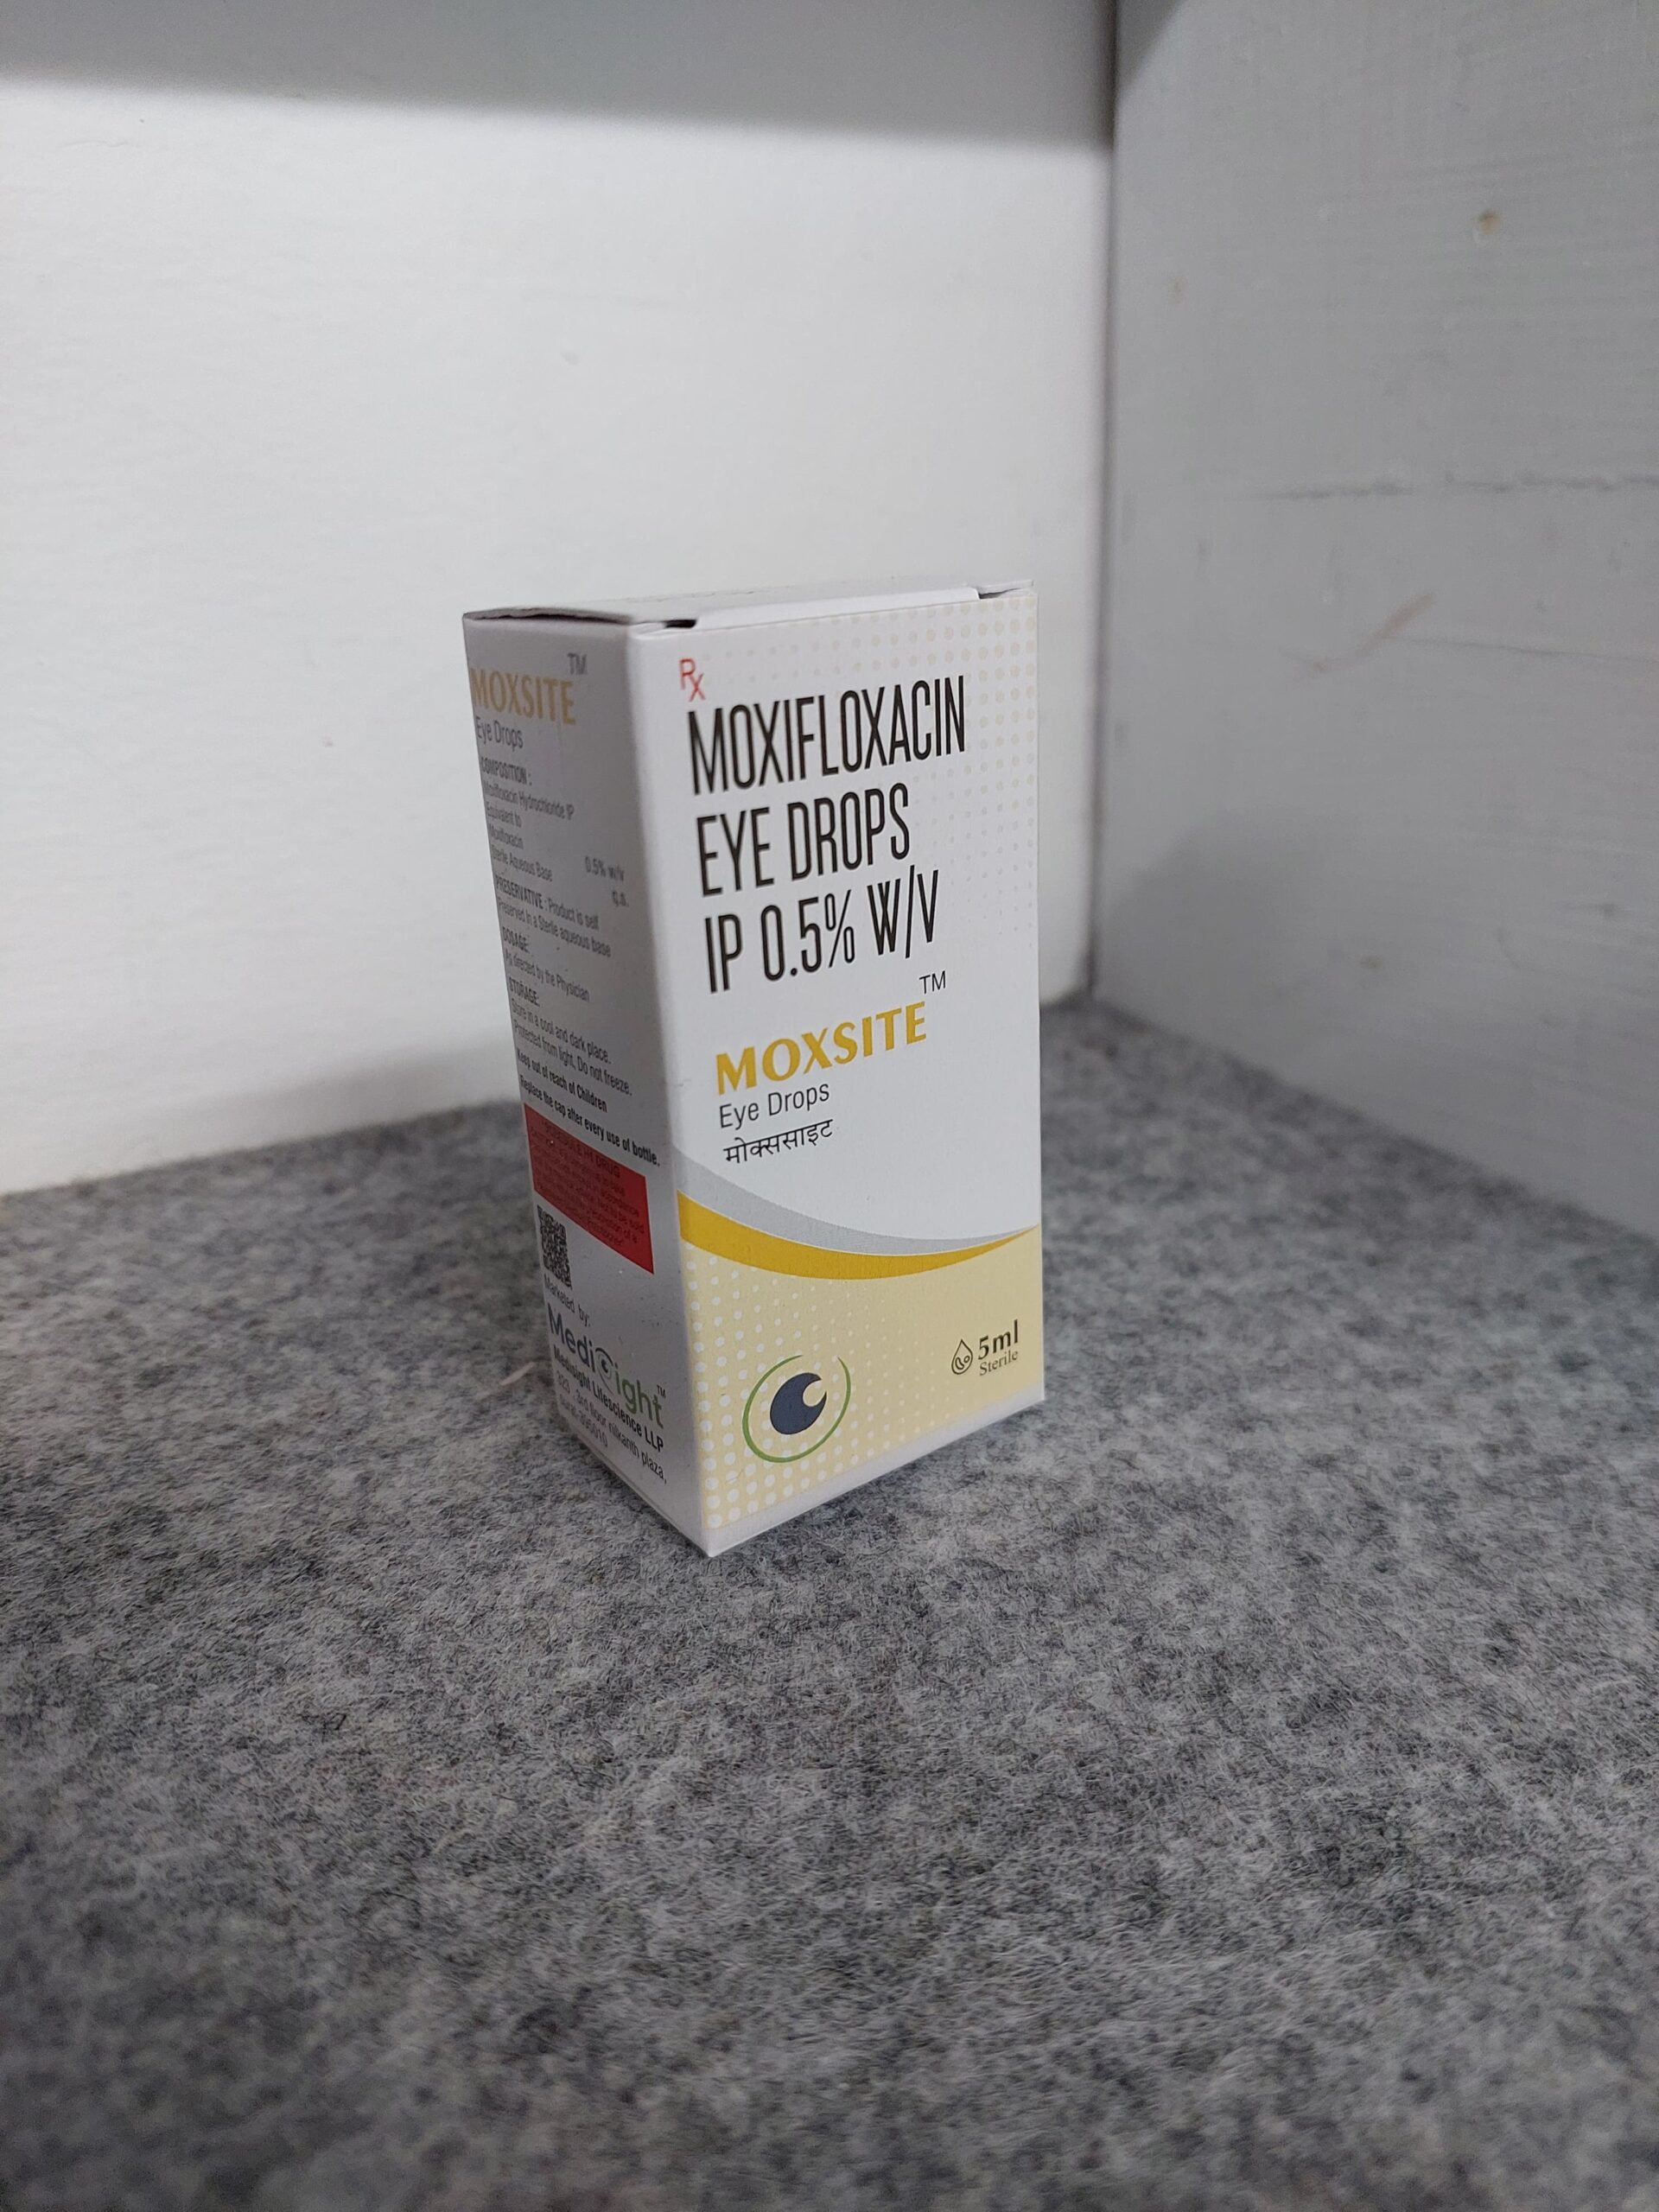 Rx
MOXIFLOXACIN
EYE DROPS
IP 0.5% W/V
MOXSITE™
Eye Drops
मोक्ससाइट
5ml
Sterile
MOXSITE™
Eye Drops
COMPOSITION :
Moxifloxacin Hydrochloride IP
Equivalent to
Moxifloxacin 0.5% w/v
Sterile Aqueous Base q.s.
PRESERVATIVE : Product is self
Preserved in a Sterile aqueous base
DOSAGE:
As directed by the Physician
STORAGE:
Store in a cool and dark place.
Protected from light, Do not freeze.
Keep out of reach of Children
Replace the cap after every use of bottle.
Marketed by:
MediSight™
Medisight Lifescience LLP
3rd floor nilkanth plaza,